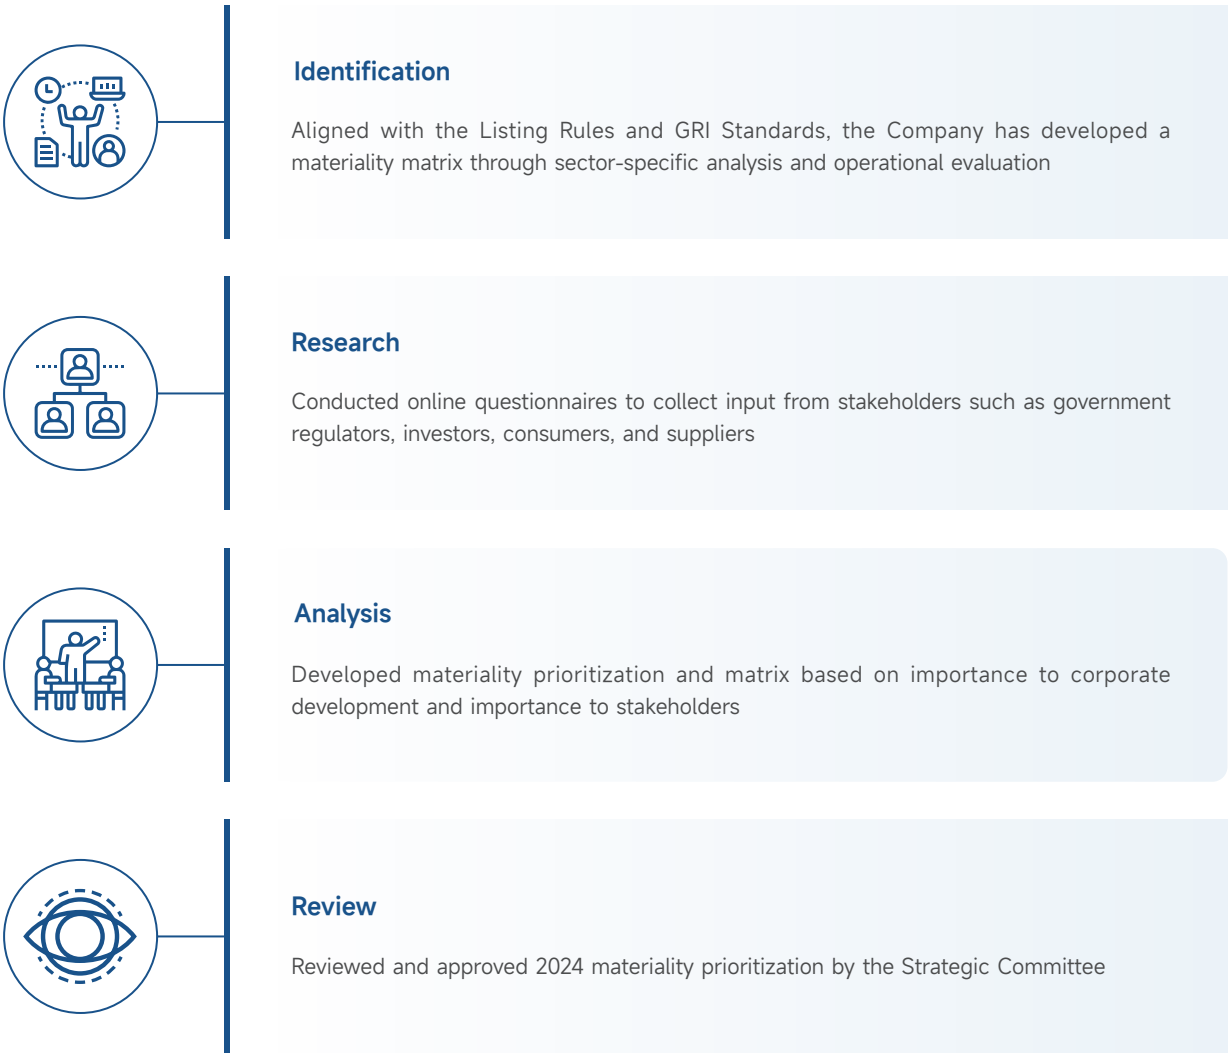 Identification
Aligned with the Listing Rules and GRI Standards, the Company has developed a
materiality matrix through sector-specific analysis and operational evaluation
Research
Conducted online questionnaires to collect input from stakeholders such as government
regulators, investors, consumers, and suppliers
Analysis
Developed materiality prioritization and matrix based on importance to corporate
development and importance to stakeholders
Review
Reviewed and approved 2024 materiality prioritization by the Strategic Committee